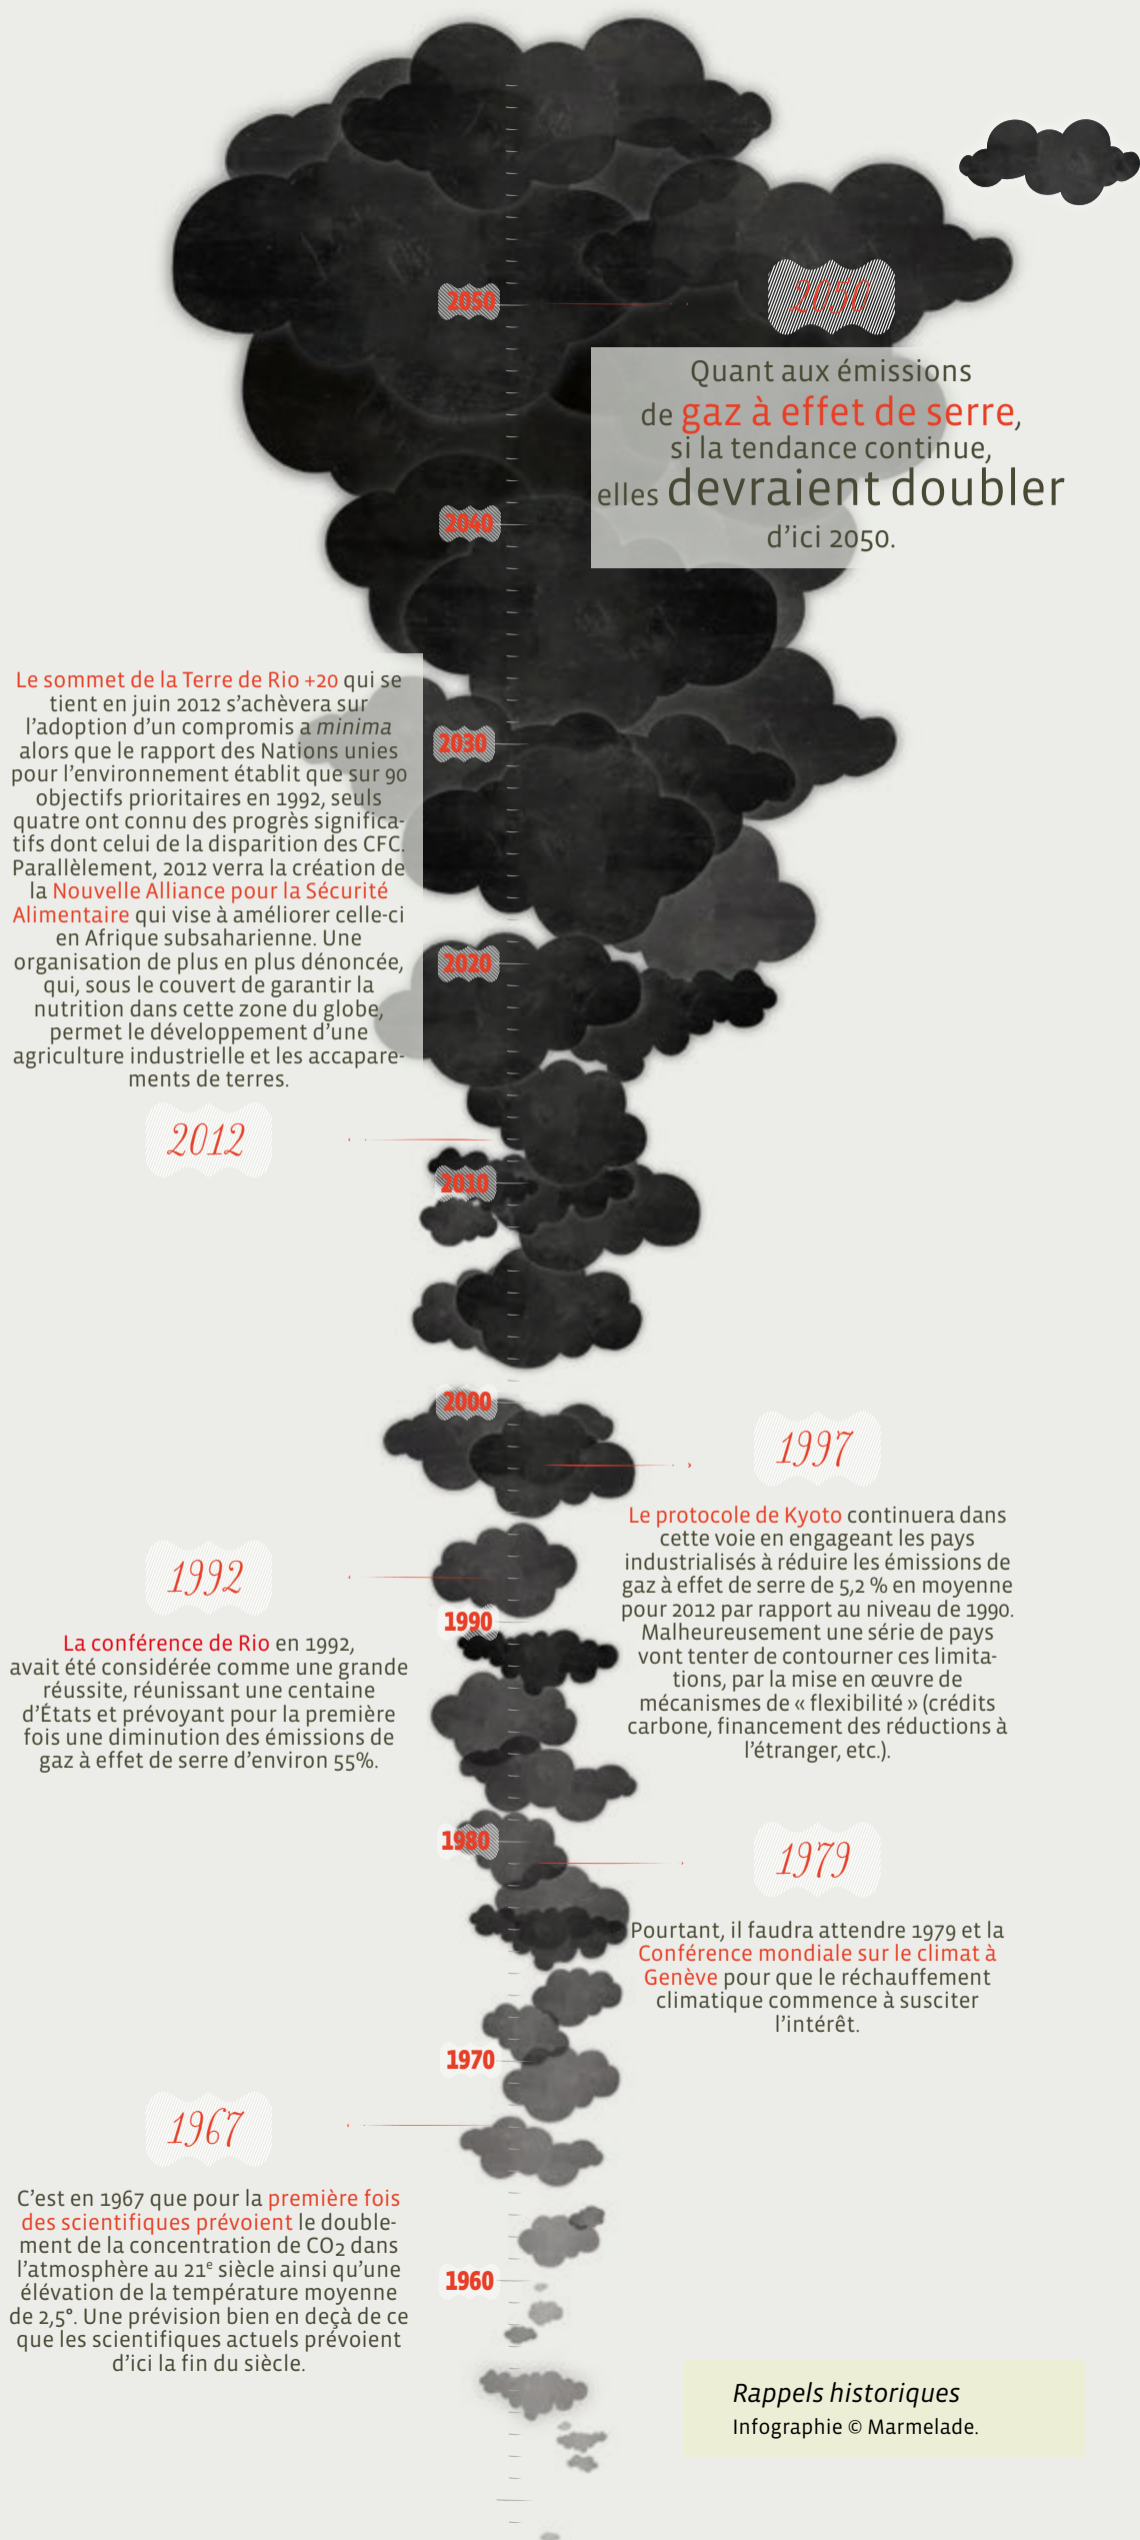 2050
2050
Quant aux émissions
de gaz à effet de serre,
si la tendance continue,
elles devraient doubler
d’ici 2050.
2040
Le sommet de la Terre de Rio +20 qui se
tient en juin 2012 s’achèvera sur
l’adoption d’un compromis a minima
alors que le rapport des Nations unies
pour l’environnement établit que sur 90
objectifs prioritaires en 1992, seuls
quatre ont connu des progrès significa-
tifs dont celui de la disparition des CFC.
Parallèlement, 2012 verra la création de
la Nouvelle Alliance pour la Sécurité
Alimentaire qui vise à améliorer celle-ci
en Afrique subsaharienne. Une
organisation de plus en plus dénoncée,
qui, sous le couvert de garantir la
nutrition dans cette zone du globe,
permet le développement d’une
agriculture industrielle et les accapare-
ments de terres.
2030
2020
2012
2010
2000
1997
Le protocole de Kyoto continuera dans
cette voie en engageant les pays
industrialisés à réduire les émissions de
gaz à effet de serre de 5,2 % en moyenne
pour 2012 par rapport au niveau de 1990.
Malheureusement une série de pays
vont tenter de contourner ces limita-
tions, par la mise en œuvre de
mécanismes de « flexibilité » (crédits
carbone, financement des réductions à
l’étranger, etc.).
1992
La conférence de Rio en 1992,
avait été considérée comme une grande
réussite, réunissant une centaine
d’États et prévoyant pour la première
fois une diminution des émissions de
gaz à effet de serre d’environ 55%.
1990
1980
1979
Pourtant, il faudra attendre 1979 et la
Conférence mondiale sur le climat à
Genève pour que le réchauffement
climatique commence à susciter
l’intérêt.
1970
1967
C’est en 1967 que pour la première fois
des scientifiques prévoient le double-
ment de la concentration de CO2 dans
l’atmosphère au 21e siècle ainsi qu’une
élévation de la température moyenne
de 2,5°. Une prévision bien en deçà de ce
que les scientifiques actuels prévoient
d’ici la fin du siècle.
1960
Rappels historiques
Infographie © Marmelade.